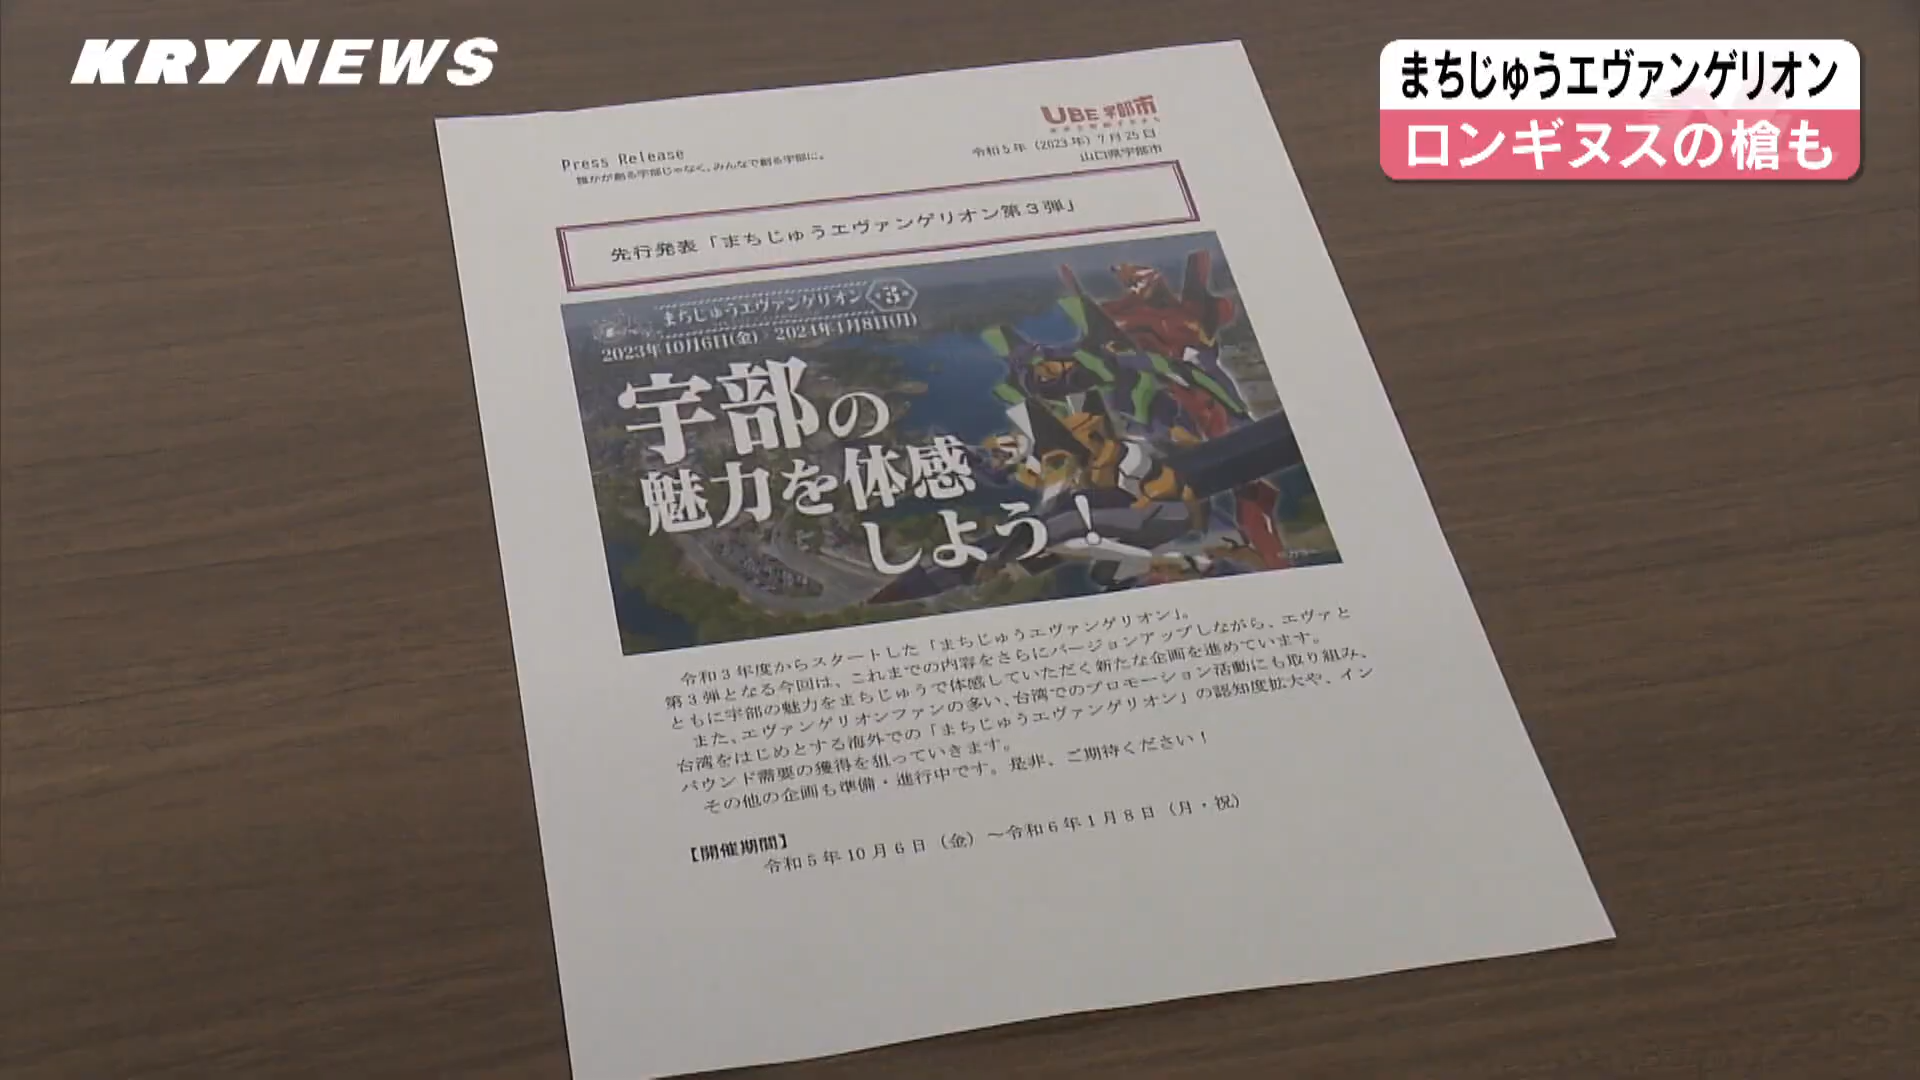 KRY NEWS
まちじゅうエヴァンゲリオン
ロンギヌスの槍も
UBE 宇部市
Press Release
誰かが創る宇部じゃなく、みんなで創る宇部に。
令和5年(2023年)7月25日
山口県宇部市
先行発表「まちじゅうエヴァンゲリオン第3弾」
まちじゅうエヴァンゲリオン 3
2023年10月6日(金) 2024年1月8日(月)
宇部の
魅力を体感
しよう!
令和3年度からスタートした「まちじゅうエヴァンゲリオン」。
第3弾となる今回は、これまでの内容をさらにバージョンアップしながら、エヴァと
ともに宇部の魅力をまちじゅうで体感していただく新たな企画を進めています。
また、エヴァンゲリオンファンの多い、台湾でのプロモーション活動にも取り組み、
台湾をはじめとする海外での「まちじゅうエヴァンゲリオン」の認知度拡大や、イン
バウンド需要の獲得を狙っていきます。
その他の企画も準備・進行中です。是非、ご期待ください!
【開催期間】
令和5年10月6日(金)~令和6年1月8日(月・祝)